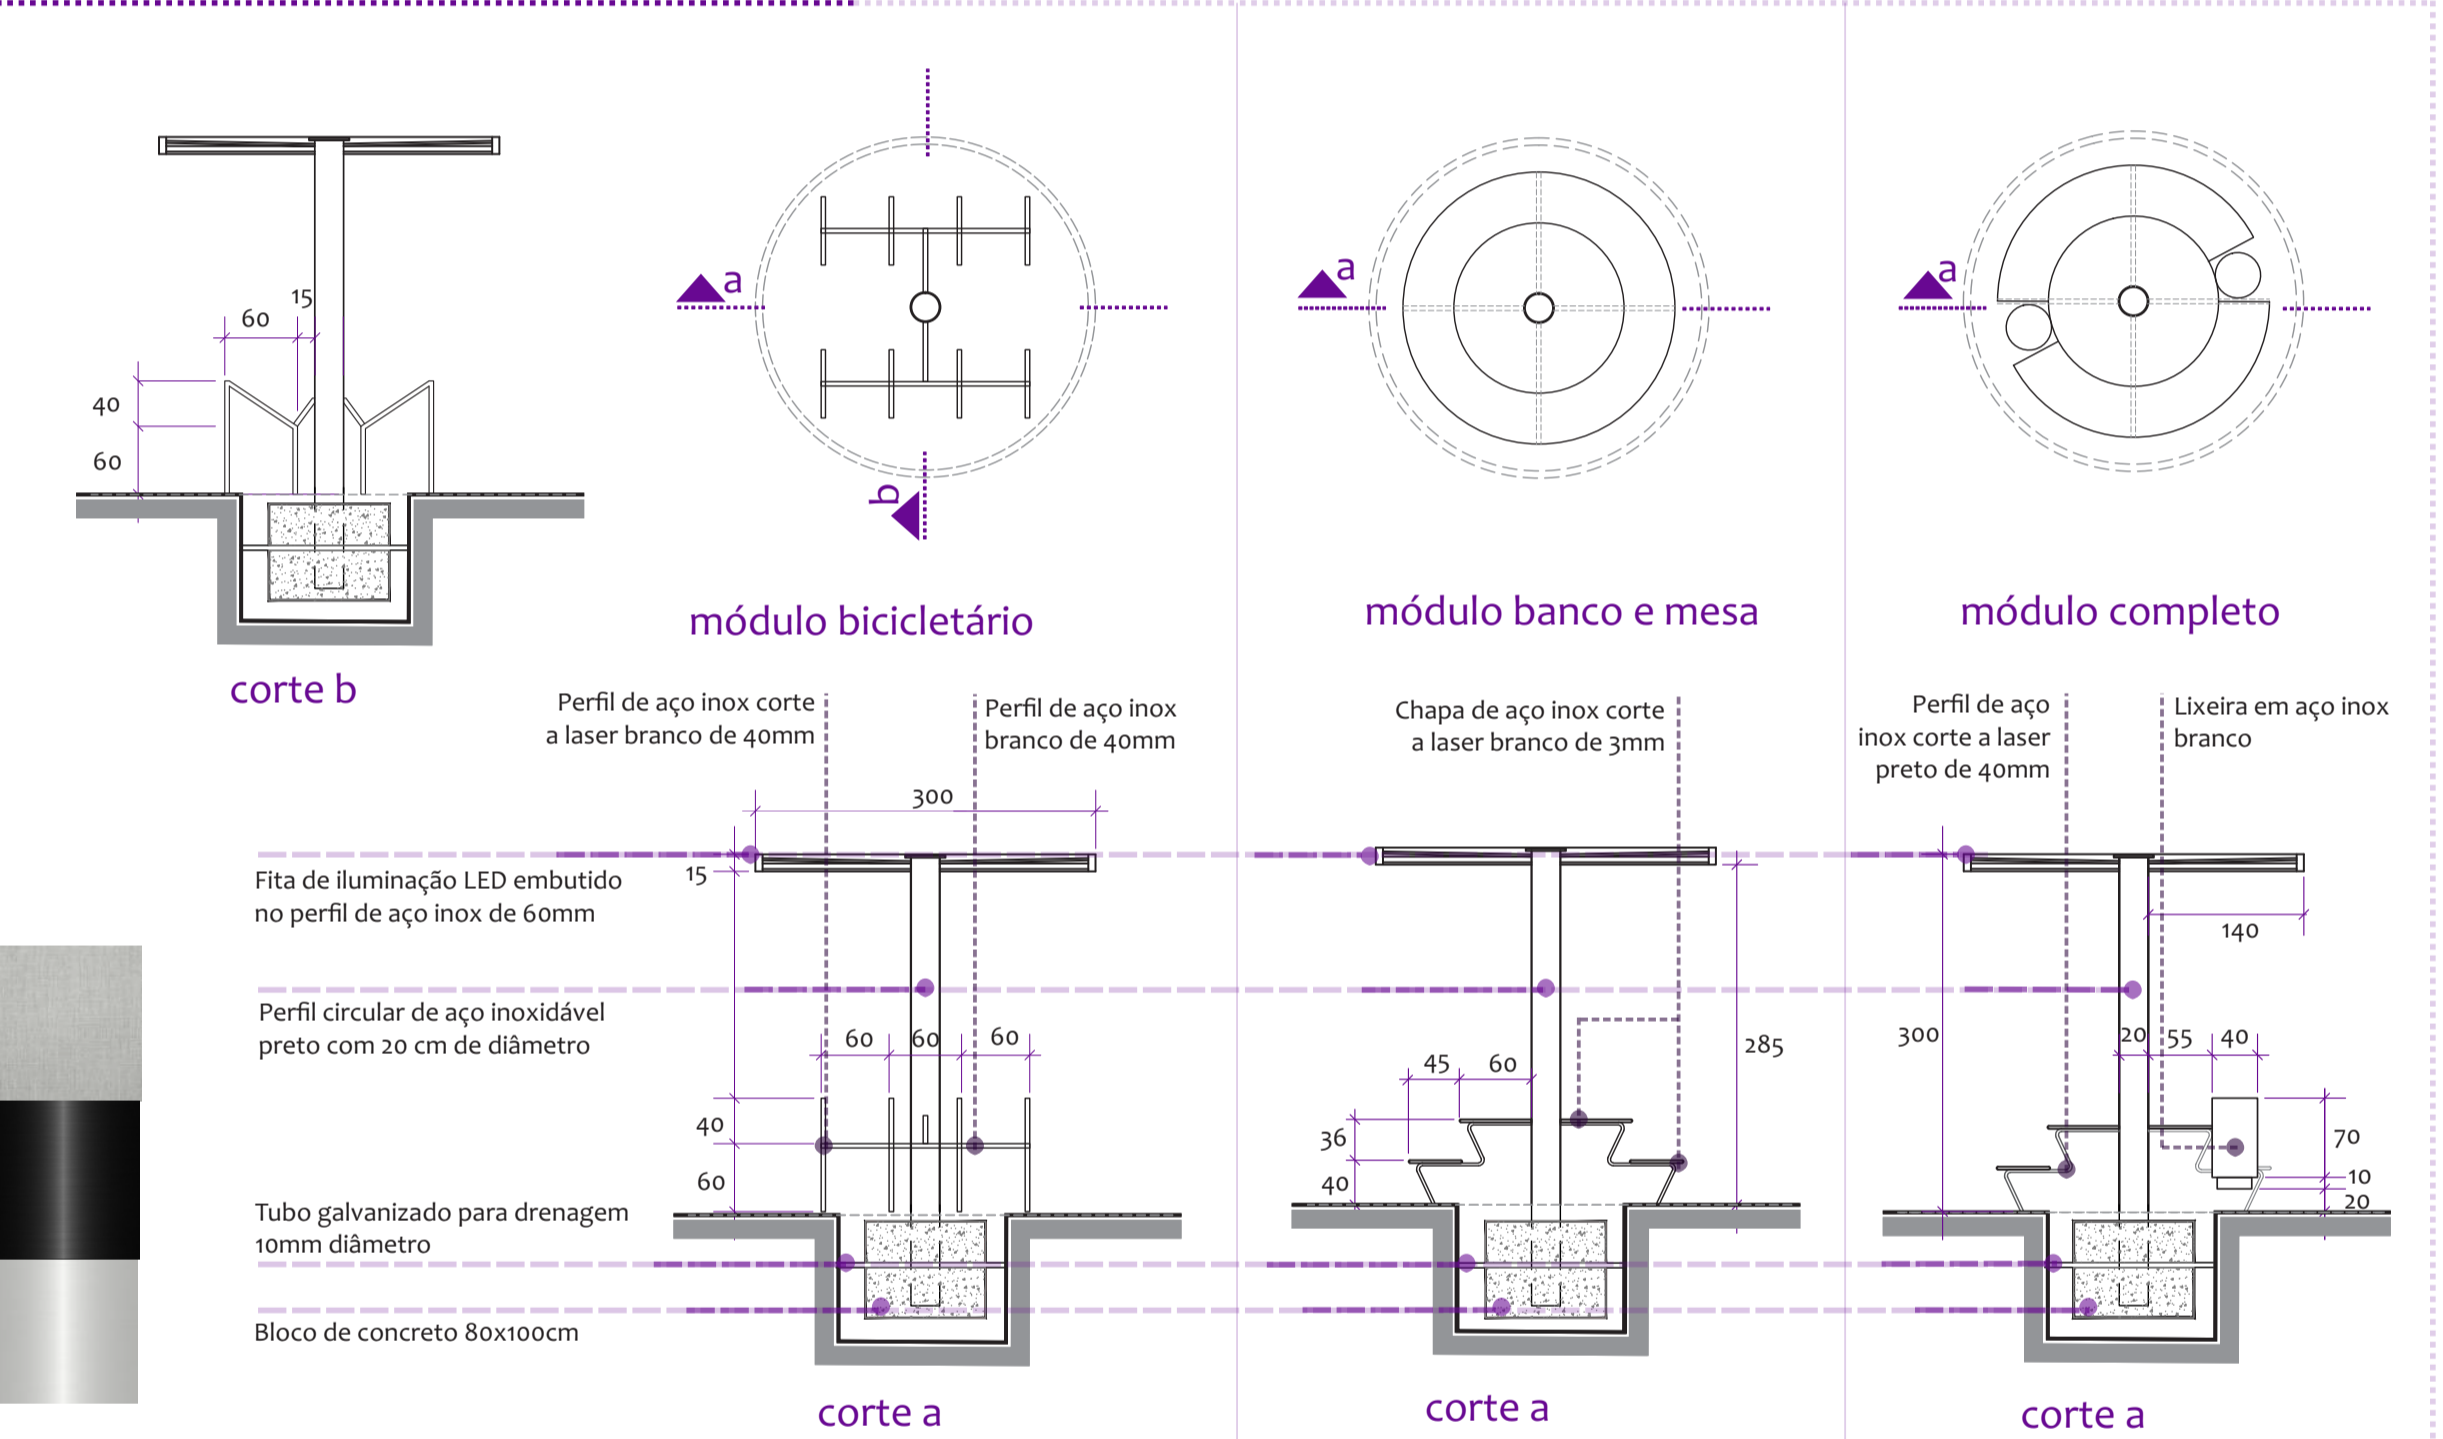 15
60
40
60
corte b
a
b
módulo bicicletário
a
módulo banco e mesa
a
módulo completo
Perfil de aço inox corte
a laser branco de 40mm
Perfil de aço inox
branco de 40mm
300
15
Fita de iluminação LED embutido
no perfil de aço inox de 60mm
Perfil circular de aço inoxidável
preto com 20 cm de diâmetro
60 60 60
40
60
Tubo galvanizado para drenagem
10mm diâmetro
Bloco de concreto 80x100cm
corte a
Chapa de aço inox corte
a laser branco de 3mm
285
45 60
36
40
corte a
Perfil de aço
inox corte a laser
preto de 40mm
Lixeira em aço inox
branco
140
300
20 55 40
70
10
20
corte a